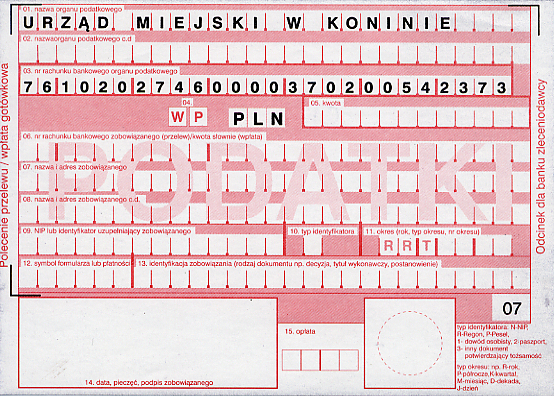 01. nazwa organu podatkowego
URZĄD MIEJSKI W KONINIE
02. nazwaorganu podatkowego c.d
03. nr rachunku bankowego organu podatkowego
76102027460000370200542373
04.
WP PLN
05. kwota
06. nr rachunku bankowego zobowiązanego (przelew)/kwota słownie (wpłata)
PODATKI
07. nazwa i adres zobowiązanego
08. nazwa i adres zobowiązanego c.d.
09. NIP lub identyfikator uzupełniający zobowiązanego
10. typ identyfikatora
11. okres (rok, typ okresu, nr okresu)
RRT
12. symbol formularza lub płatności
13. identyfikacja zobowiązania (rodzaj dokumentu np. decyzja, tytuł wykonawczy, postanowienie)
07
14. data, pieczęć, podpis zobowiązanego
15. opłata
typ identyfikatora: N-NIP,
R-Regon, P-Pesel,
1- dowód osobisty, 2-paszport,
3- inny dokument
potwierdzający tożsamość
typ okresu: np. R-rok,
P-półrocze,K-kwartał,
M-miesiąc, D-dekada,
J-dzień
Polecenie przelewu / wpłata gotówkowa
Odcinek dla banku zleceniodawcy